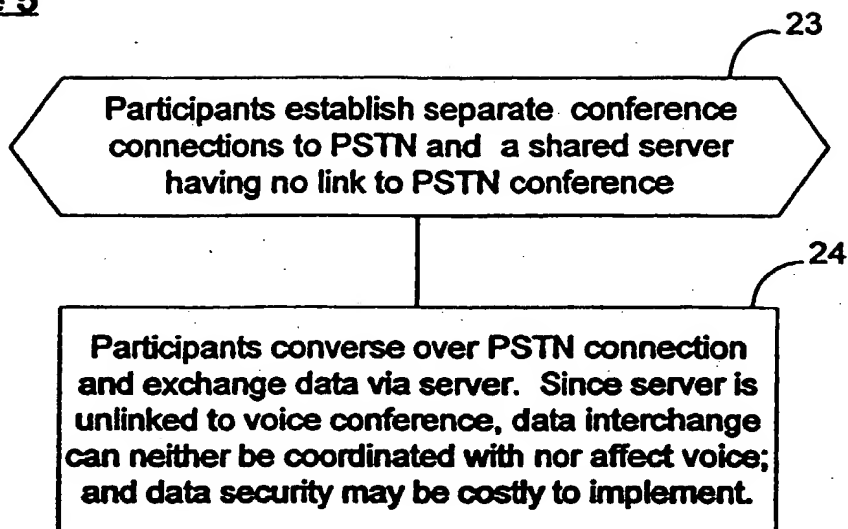 5
23
Participants establish separate conference
connections to PSTN and a shared server
having no link to PSTN conference
24
Participants converse over PSTN connection
and exchange data via server. Since server is
unlinked to voice conference, data interchange
can neither be coordinated with nor affect voice;
and data security may be costly to implement.